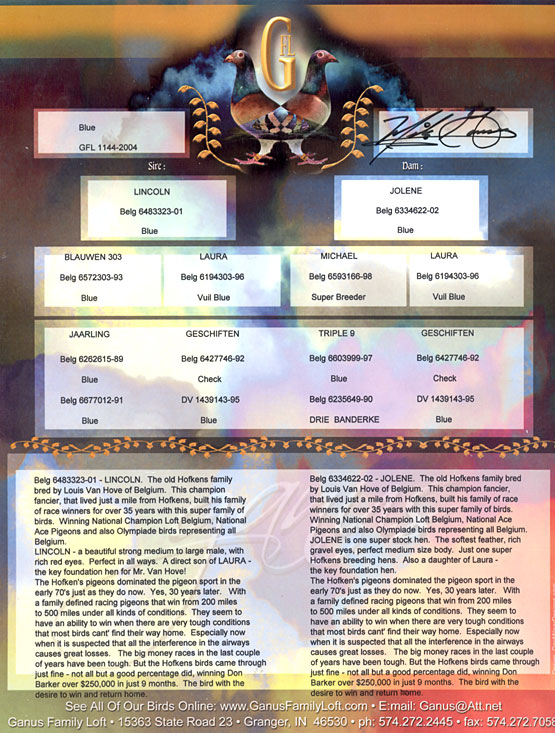 GFL
Blue
GFL 1144-2004
Sire :
Dam :
LINCOLN
Belg 6483323-01
Blue
JOLENE
Belg 6334622-02
Blue
BLAUWEN 303
Belg 6572303-93
Blue
LAURA
Belg 6194303-96
Vuil Blue
MICHAEL
Belg 6593166-98
Super Breeder
LAURA
Belg 6194303-96
Vuil Blue
JAARLING
Belg 6262615-89
Blue
Belg 6677012-91
Blue
GESCHIFTEN
Belg 6427746-92
Check
DV 1439143-95
Blue
TRIPLE 9
Belg 6603999-97
Blue
Belg 6235649-90
DRIE BANDERKE
GESCHIFTEN
Belg 6427746-92
Check
DV 1439143-95
Blue
Belg 6483323-01 - LINCOLN. The old Hofkens family
bred by Louis Van Hove of Belgium. This champion
fancier, that lived just a mile from Hofkens, built his family
of race winners for over 35 years with this super family of
birds. Winning National Champion Loft Belgium, National
Ace Pigeons and also Olympiade birds representing all
Belgium.
LINCOLN - a beautiful strong medium to large male, with
rich red eyes. Perfect in all ways. A direct son of LAURA -
the key foundation hen for Mr. Van Hove!
The Hofken's pigeons dominated the pigeon sport in the
early 70's just as they do now. Yes, 30 years later. With
a family defined racing pigeons that win from 200 miles
to 500 miles under all kinds of conditions. They seem to
have an ability to win when there are very tough conditions
that most birds cant' find their way home. Especially now
when it is suspected that all the interference in the airways
causes great losses. The big money races in the last couple
of years have been tough. But the Hofkens birds came through
just fine - not all but a good percentage did, winning Don
Barker over $250,000 in just 9 months. The bird with the
desire to win and return home.
Belg 6334622-02 - JOLENE. The old Hofkens family bred
by Louis Van Hove of Belgium. This champion fancier,
that lived just a mile from Hofkens, built his family of race
winners for over 35 years with this super family of birds.
Winning National Champion Loft Belgium, National Ace
Pigeons and also Olympiade birds representing all Belgium.
JOLENE is one super stock hen. The softest feather, rich
gravel eyes, perfect medium size body. Just one super
Hofkens breeding hens. Also a daughter of Laura -
the key foundation hen.
The Hofken's pigeons dominated the pigeon sport in the
early 70's just as they do now. Yes, 30 years later. With
a family defined racing pigeons that win from 200 miles
to 500 miles under all kinds of conditions. They seem to
have an ability to win when there are very tough conditions
that most birds cant' find their way home. Especially now
when it is suspected that all the interference in the airways
causes great losses. The big money races in the last couple
of years have been tough. But the Hofkens birds came through
just fine - not all but a good percentage did, winning Don
Barker over $250,000 in just 9 months. The bird with the
desire to win and return home.
See All Of Our Birds Online: www.GanusFamilyLoft.com • E-mail: Ganus@Att.net
Ganus Family Loft • 15363 State Road 23 • Granger, IN 46530 • ph: 574.272.2445 • fax: 574.272.7058